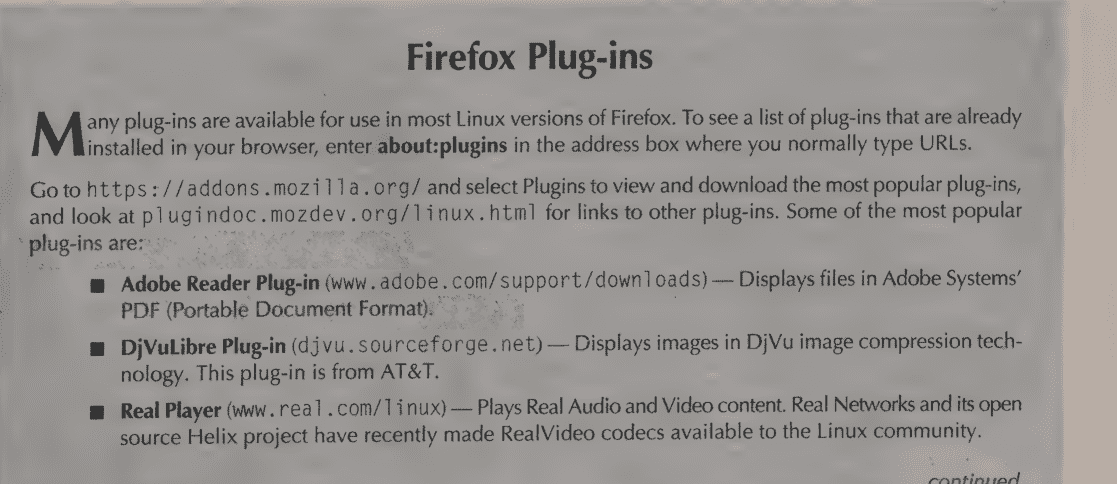 Firefox Plug-ins
Many plug-ins are available for use in most Linux versions of Firefox. To see a list of plug-ins that are already
installed in your browser, enter about:plugins in the address box where you normally type URLs.
Go to https://addons.mozilla.org/ and select Plugins to view and download the most popular plug-ins,
and look at plugindoc.mozdev.org/linux.html for links to other plug-ins. Some of the most popular
plug-ins are:
■ Adobe Reader Plug-in (www.adobe.com/support/downloads) — Displays files in Adobe Systems'
PDF (Portable Document Format).
■ DjVuLibre Plug-in (djvu.sourceforge.net) — Displays images in DjVu image compression tech-
nology. This plug-in is from AT&T.
■ Real Player (www.real.com/linux) — Plays Real Audio and Video content. Real Networks and its open
source Helix project have recently made RealVideo codecs available to the Linux community.
continued